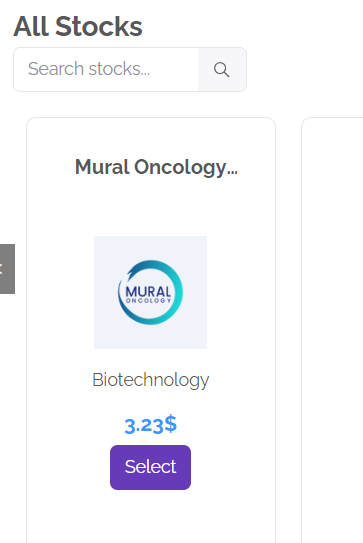 All Stocks
Search stocks...
Mural Oncology...
MURAL
ONCOLOGY
Biotechnology
3.23$
Select